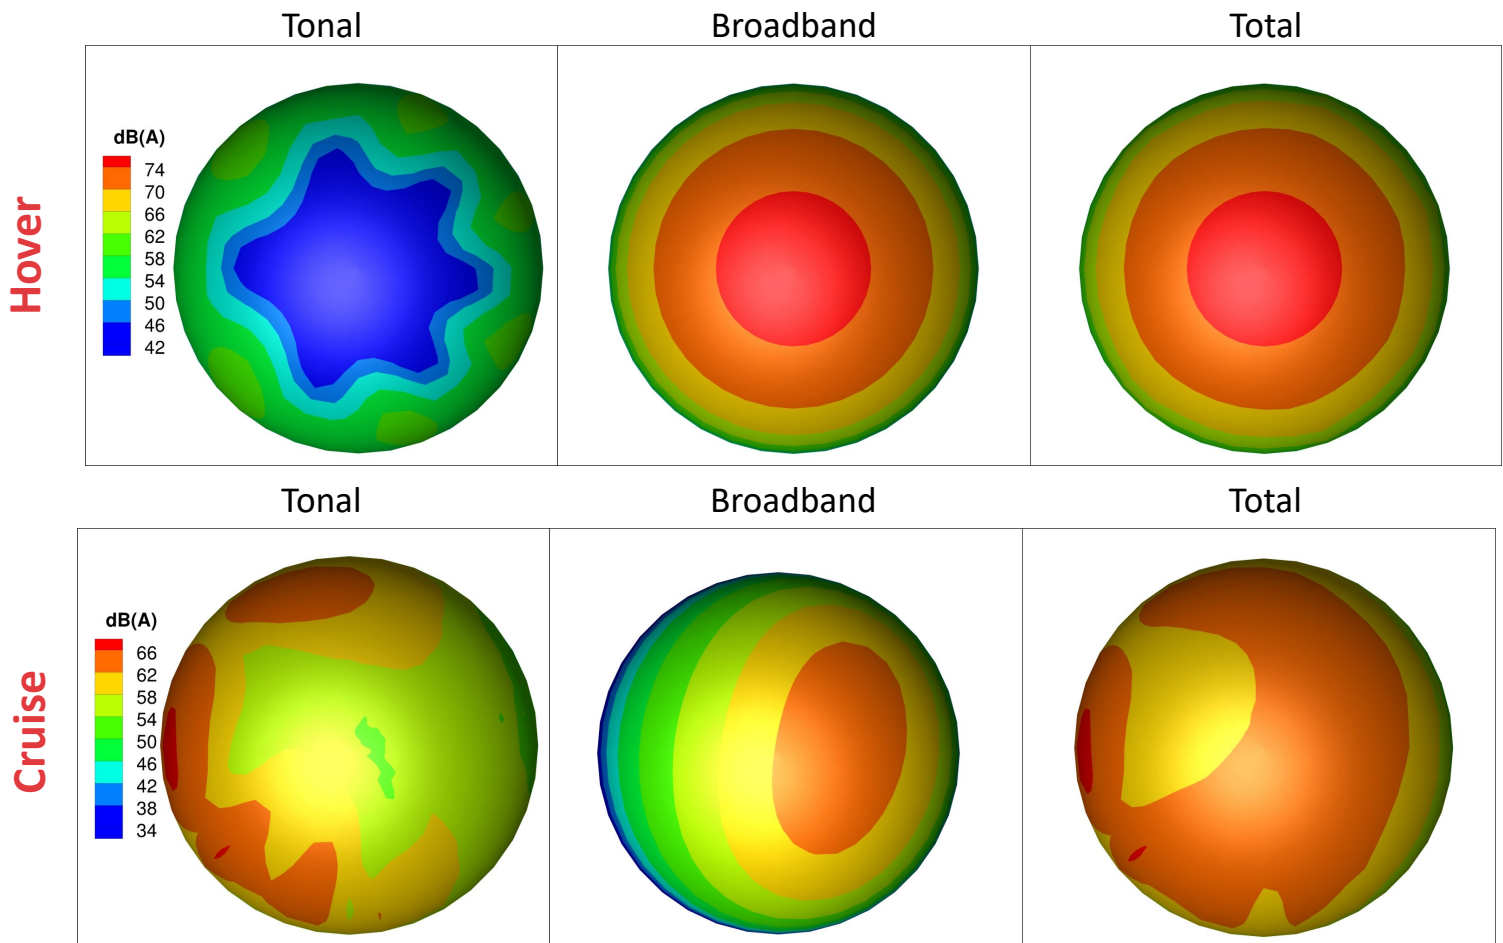 Tonal
Broadband
Total
Hover
dB(A)
74
70
66
62
58
54
50
46
42
Tonal
Broadband
Total
Cruise
dB(A)
66
62
58
54
50
46
42
38
34